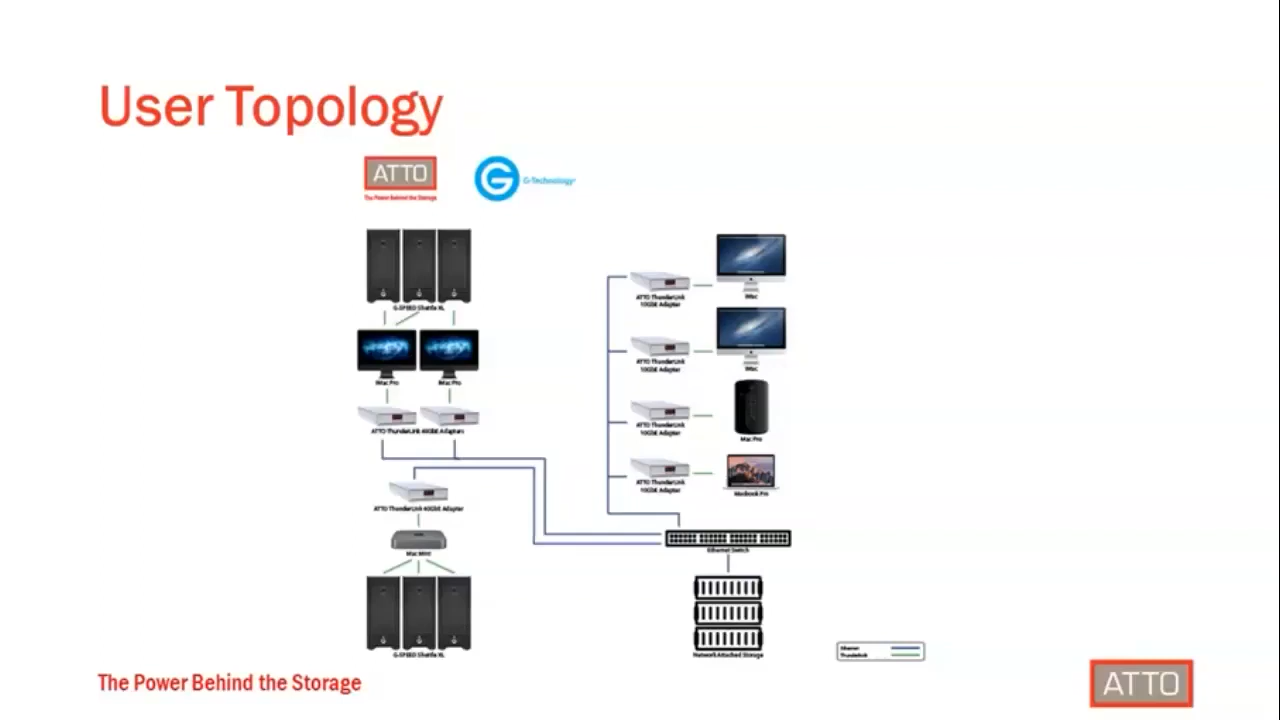 User Topology
ATTO
The Power Behind the Storage
G-Technology
G-SPEED Shuttle XL
iMac Pro
iMac Pro
ATTO ThunderLink 40GbE Adapters
ATTO ThunderLink 40GbE Adapter
Mac Mini
G-SPEED Shuttle XL
ATTO ThunderLink
10GbE Adapter
iMac
ATTO ThunderLink
10GbE Adapter
iMac
ATTO ThunderLink
10GbE Adapter
Mac Pro
ATTO ThunderLink
10GbE Adapter
MacBook Pro
Ethernet Switch
Network Attached Storage
Ethernet
The Power Behind the Storage
ATTO